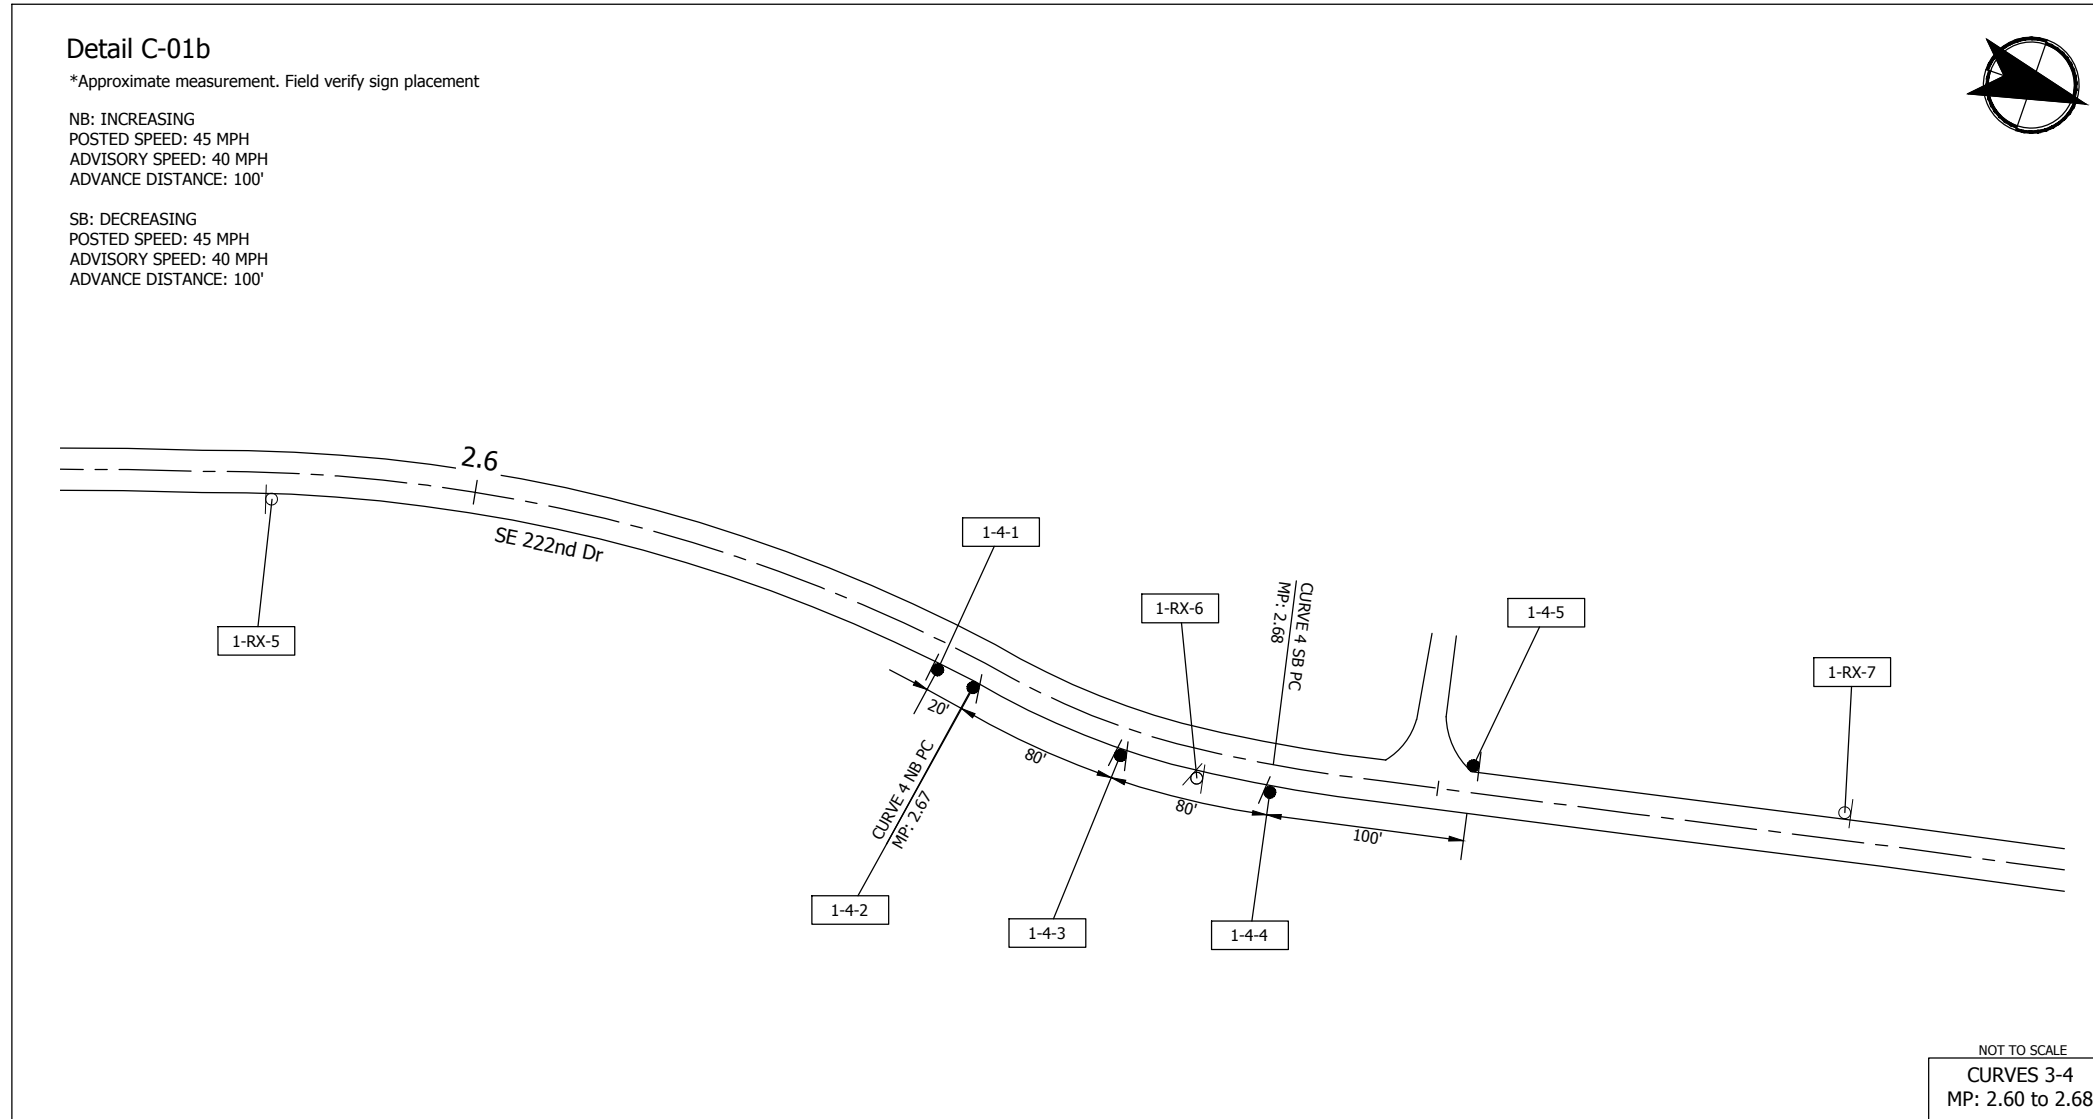 Detail C-01b
*Approximate measurement. Field verify sign placement
NB: INCREASING
POSTED SPEED: 45 MPH
ADVISORY SPEED: 40 MPH
ADVANCE DISTANCE: 100'
SB: DECREASING
POSTED SPEED: 45 MPH
ADVISORY SPEED: 40 MPH
ADVANCE DISTANCE: 100'
2.6
SE 222nd Dr
1-RX-5
1-4-1
20'
80'
CURVE 4 NB PC
MP: 2.67
1-4-2
1-4-3
1-RX-6
80'
CURVE 4 SB PC
MP: 2.68
1-4-4
100'
1-4-5
1-RX-7
NOT TO SCALE
CURVES 3-4
MP: 2.60 to 2.68